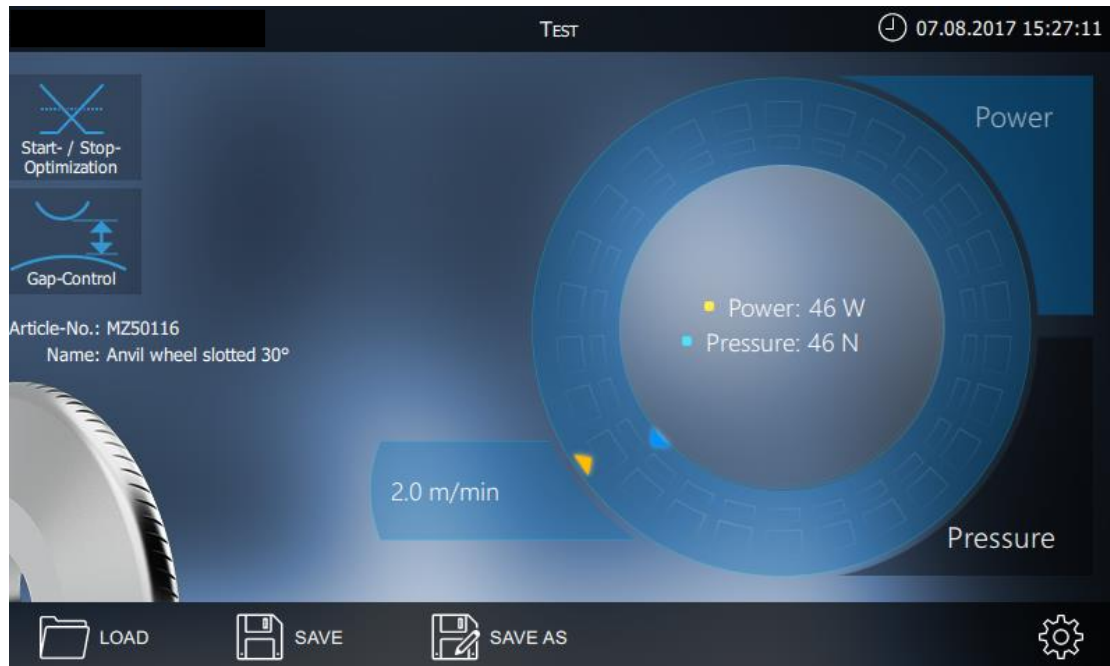 Test
07.08.2017 15:27:11
Start- / Stop-
Optimization
Gap-Control
Article-No.: MZ50116
Name: Anvil wheel slotted 30°
Power
Power: 46 W
Pressure: 46 N
2.0 m/min
Pressure
LOAD
SAVE
SAVE AS